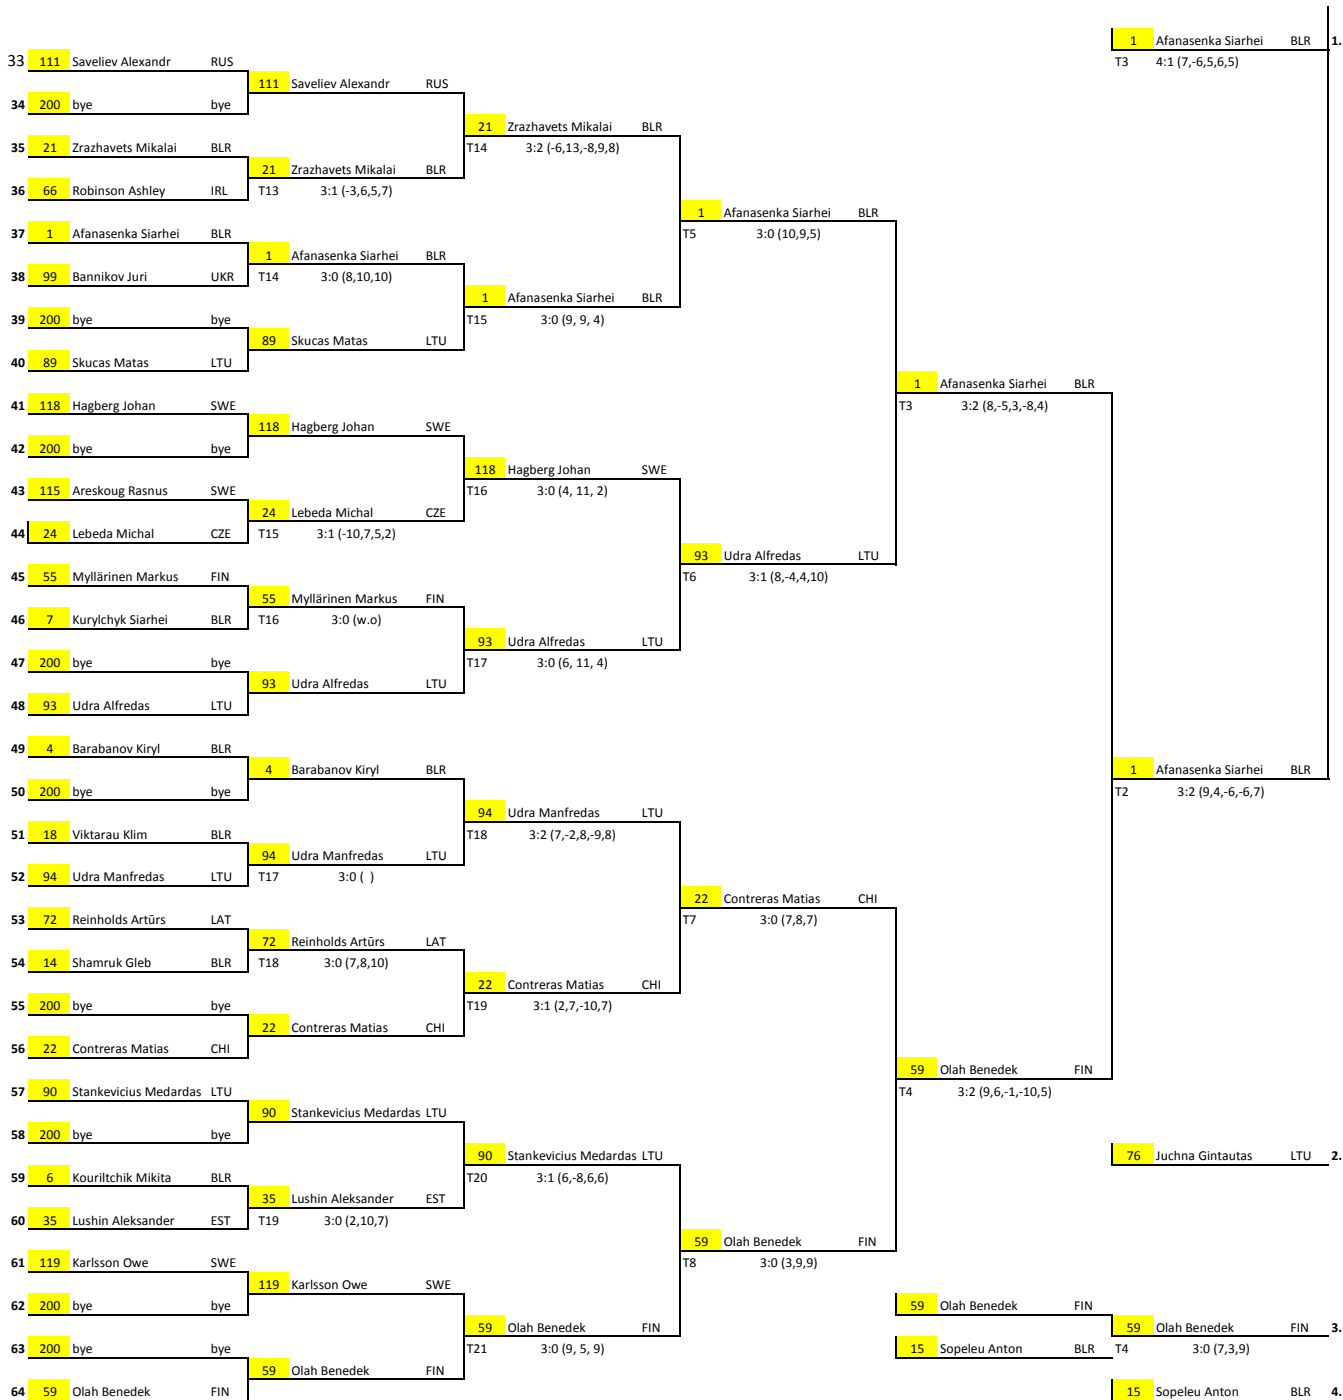 1 Afanasenka Siarhei BLR 1.
33 111 Saveliev Alexandr RUS T3 4:1 (7,-6,5,6,5)
111 Saveliev Alexandr RUS
34 200 bye bye
21 Zrazhavets Mikalai BLR
35 21 Zrazhavets Mikalai BLR T14 3:2 (-6,13,-8,9,8)
21 Zrazhavets Mikalai BLR
36 66 Robinson Ashley IRL T13 3:1 (-3,6,5,7)
1 Afanasenka Siarhei BLR
37 1 Afanasenka Siarhei BLR T5 3:0 (10,9,5)
1 Afanasenka Siarhei BLR
38 99 Bannikov Juri UKR T14 3:0 (8,10,10)
1 Afanasenka Siarhei BLR
39 200 bye bye T15 3:0 (9, 9, 4)
89 Skucas Matas LTU
40 89 Skucas Matas LTU
1 Afanasenka Siarhei BLR
41 118 Hagberg Johan SWE T3 3:2 (8,-5,3,-8,4)
118 Hagberg Johan SWE
42 200 bye bye
118 Hagberg Johan SWE
43 115 Areskoug Rasnus SWE T16 3:0 (4, 11, 2)
24 Lebeda Michal CZE
44 24 Lebeda Michal CZE T15 3:1 (-10,7,5,2)
93 Udra Alfredas LTU
45 55 Myllärinen Markus FIN T6 3:1 (8,-4,4,10)
55 Myllärinen Markus FIN
46 7 Kurylchyk Siarhei BLR T16 3:0 (w.o)
93 Udra Alfredas LTU
47 200 bye bye T17 3:0 (6, 11, 4)
93 Udra Alfredas LTU
48 93 Udra Alfredas LTU
49 4 Barabanov Kiryl BLR
4 Barabanov Kiryl BLR 1 Afanasenka Siarhei BLR
50 200 bye bye T2 3:2 (9,4,-6,-6,7)
94 Udra Manfredas LTU
51 18 Viktarau Klim BLR T18 3:2 (7,-2,8,-9,8)
94 Udra Manfredas LTU
52 94 Udra Manfredas LTU T17 3:0 ( )
22 Contreras Matias CHI
53 72 Reinholds Artūrs LAT T7 3:0 (7,8,7)
72 Reinholds Artūrs LAT
54 14 Shamruk Gleb BLR T18 3:0 (7,8,10)
22 Contreras Matias CHI
55 200 bye bye T19 3:1 (2,7,-10,7)
22 Contreras Matias CHI
56 22 Contreras Matias CHI
59 Olah Benedek FIN
57 90 Stankevicius Medardas LTU T4 3:2 (9,6,-1,-10,5)
90 Stankevicius Medardas LTU
58 200 bye bye
90 Stankevicius Medardas LTU 76 Juchna Gintautas LTU 2.
59 6 Kouriltchik Mikita BLR T20 3:1 (6,-8,6,6)
35 Lushin Aleksander EST
60 35 Lushin Aleksander EST T19 3:0 (2,10,7)
59 Olah Benedek FIN
61 119 Karlsson Owe SWE T8 3:0 (3,9,9)
119 Karlsson Owe SWE
62 200 bye bye 59 Olah Benedek FIN
59 Olah Benedek FIN 59 Olah Benedek FIN 3.
63 200 bye bye T21 3:0 (9, 5, 9) 15 Sopeleu Anton BLR T4 3:0 (7,3,9)
59 Olah Benedek FIN
64 59 Olah Benedek FIN 15 Sopeleu Anton BLR 4.